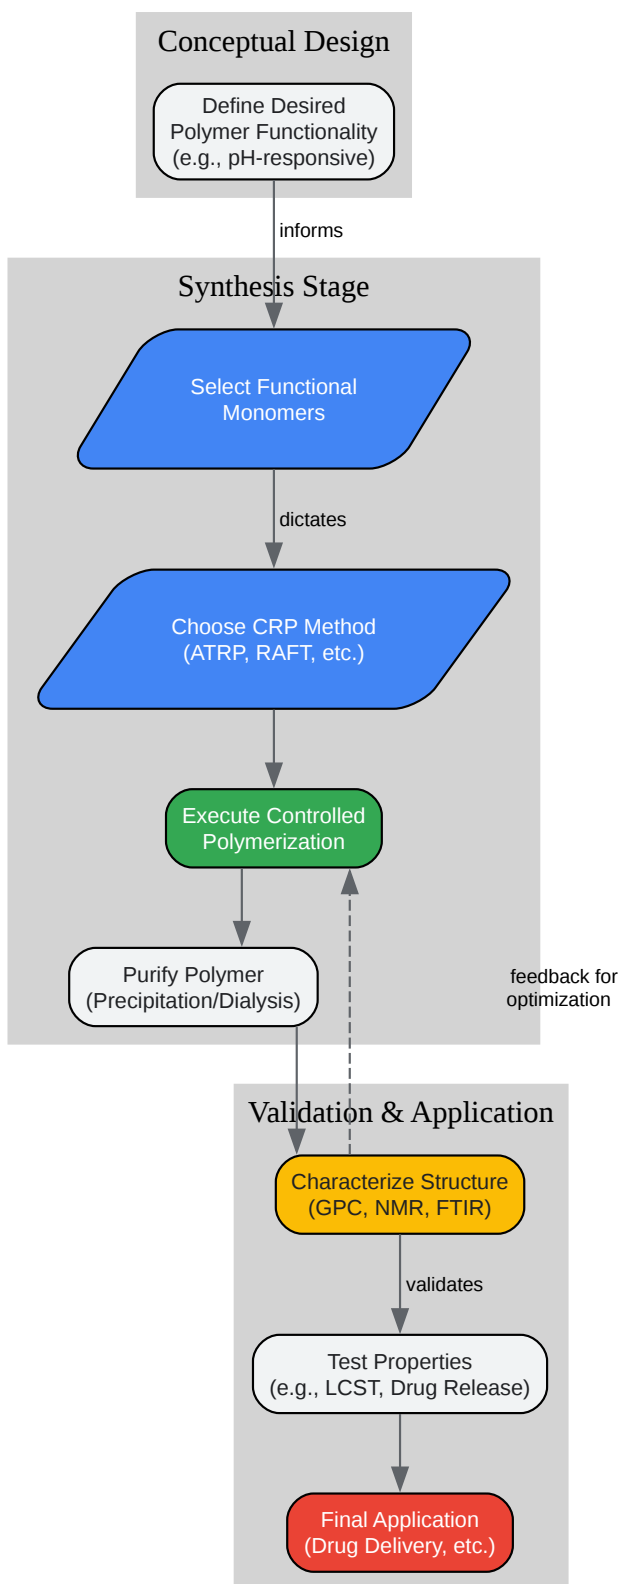 Conceptual Design
Define Desired
Polymer Functionality
(e.g., pH-responsive)
informs
Synthesis Stage
Select Functional
Monomers
dictates
Choose CRP Method
(ATRP, RAFT, etc.)
Execute Controlled
Polymerization
Purify Polymer
(Precipitation/Dialysis)
feedback for
optimization
Validation & Application
Characterize Structure
(GPC, NMR, FTIR)
validates
Test Properties
(e.g., LCST, Drug Release)
Final Application
(Drug Delivery, etc.)